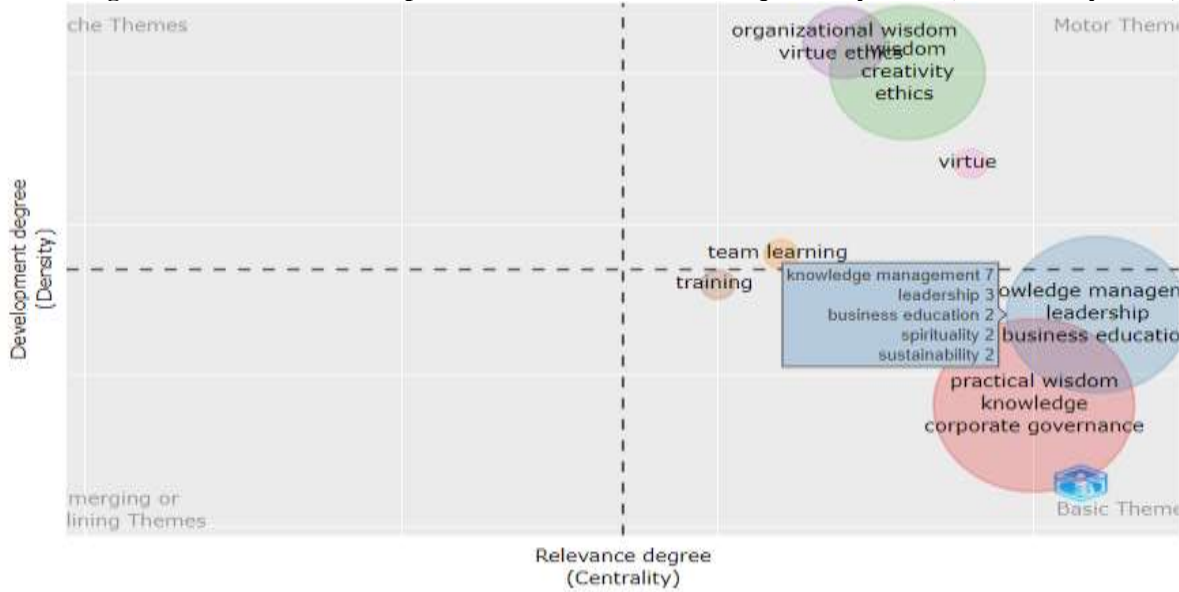 che Themes
Motor Theme
organizational wisdom
virtue ethics
wisdom
creativity
ethics
virtue
team learning
training
knowledge management 7
leadership 3
business education 2
spirituality 2
sustainability 2
owledge managen
leadership
business educatio
practical wisdom
knowledge
corporate governance
merging or
lining Themes
Basic Theme
Development degree
(Density)
Relevance degree
(Centrality)